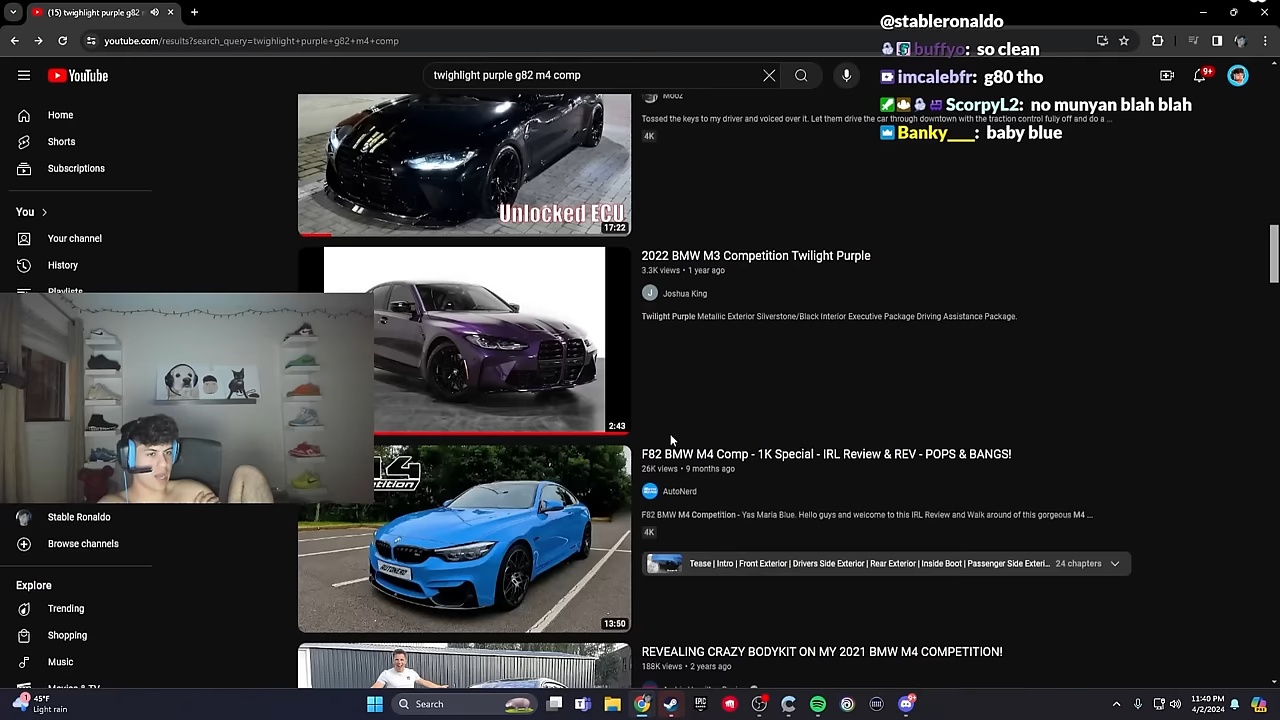 (15) twighlight purple g82 m
youtube.com/results?search_query=twighlight+purple+g82+m4+comp
@stableronaldo
buffyo: so clean
imcalebfr: g80 tho
ScorpyL2: no munyan blah blah
Banky___: baby blue
YouTube
twighlight purple g82 m4 comp
9+
Home
Shorts
Subscriptions
You
Your channel
History
Playlists
Stable Ronaldo
Browse channels
Explore
Trending
Shopping
Music
Movies & TV
Unlocked ECU
17:22
Mobz
Tossed the keys to my driver and voiced over it. Let them drive the car through downtown with the traction control fully off and do a ...
4K
2022 BMW M3 Competition Twilight Purple
3.3K views • 1 year ago
J Joshua King
Twilight Purple Metallic Exterior Silverstone/Black Interior Executive Package Driving Assistance Package.
2:43
F82 BMW M4 Comp - 1K Special - IRL Review & REV - POPS & BANGS!
26K views • 9 months ago
AutoNerd
F82 BMW M4 Competition - Yas Maria Blue. Hello guys and welcome to this IRL Review and Walk around of this gorgeous M4 ...
4K
Tease | Intro | Front Exterior | Drivers Side Exterior | Rear Exterior | Inside Boot | Passenger Side Exteri... 24 chapters
AUTONERD
13:50
REVEALING CRAZY BODYKIT ON MY 2021 BMW M4 COMPETITION!
188K views • 2 years ago
1
45°F
Light rain
Search
EPIC
11:40 PM
4/2/2024